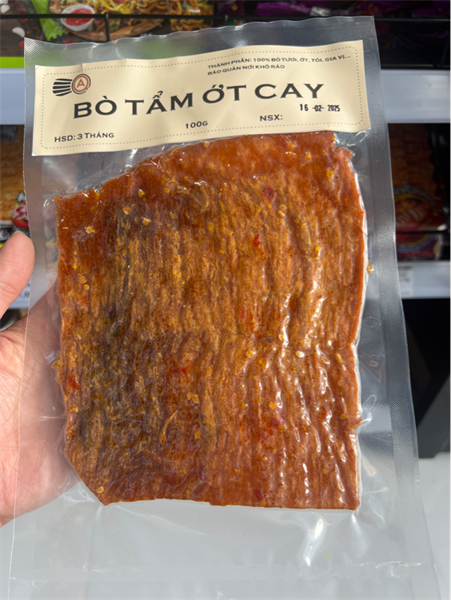 THÀNH PHẦN: 100% BÒ TƯƠI, ỚT, TỎI, GIA VỊ...
BẢO QUẢN NƠI KHÔ RÁO
A
BÒ TẨM ỚT CAY
16-02-2025
HSD: 3 THÁNG
100G
NSX: